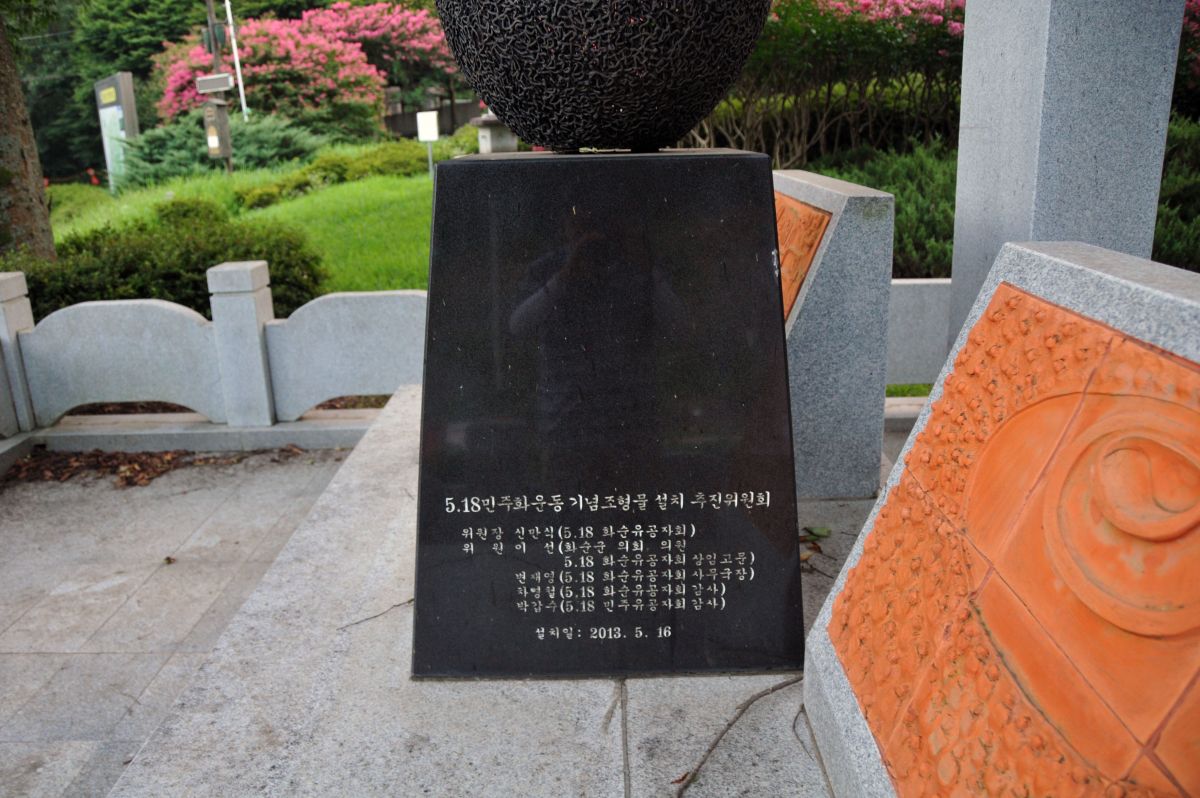 5.18민주화운동 기념조형물 설치 추진위원회
위원장 신만식(5.18 화순유공자회)
위 원 이 선(화순군 의회 의원
5.18 화순유공자회 상임고문)
변재영(5.18 화순유공자회 사무국장)
차영철(5.18 화순유공자회 감사)
박갑수(5.18 민주유공자회 감사)
설치일: 2013. 5. 16